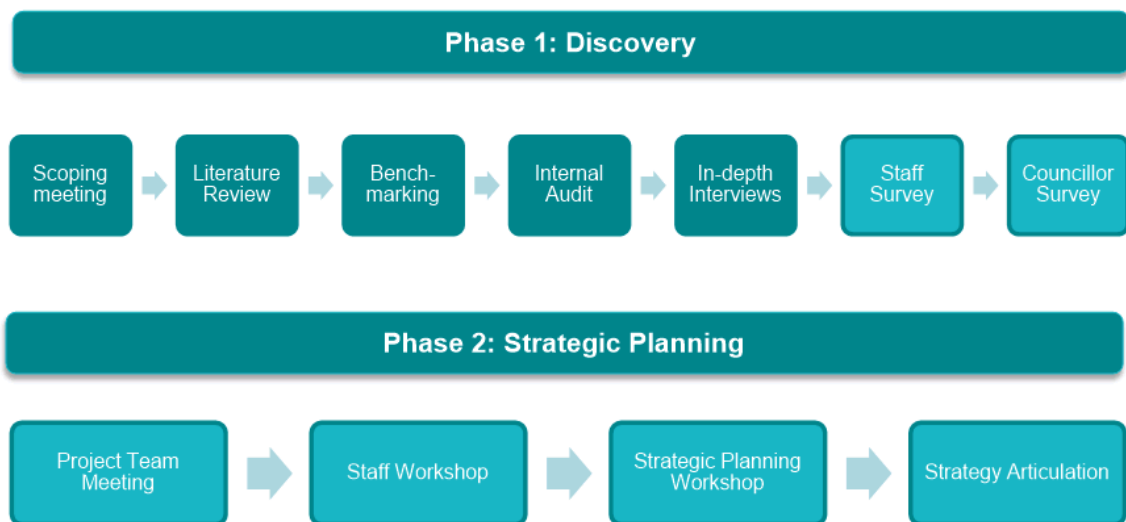 Phase 1: Discovery
Scoping
meeting
Literature
Review
Bench-
marking
Internal
Audit
In-depth
Interviews
Staff
Survey
Councillor
Survey
Phase 2: Strategic Planning
Project Team
Meeting
Staff Workshop
Strategic Planning
Workshop
Strategy Articulation